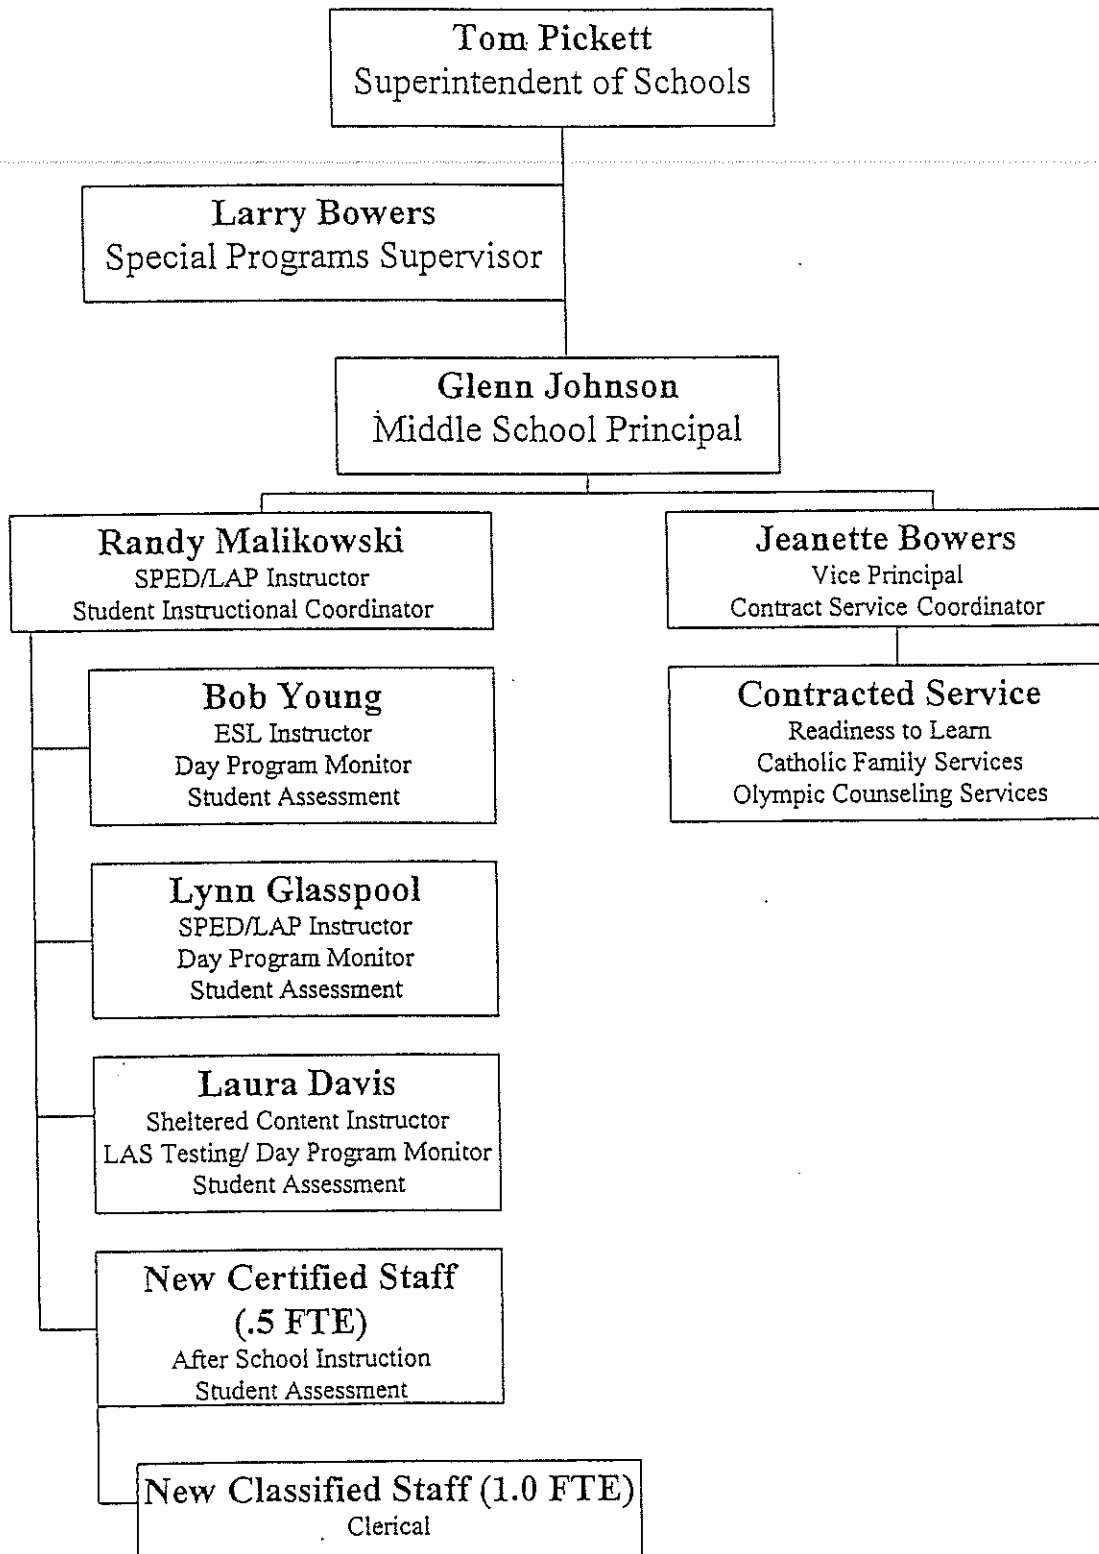 Tom Pickett
Superintendent of Schools
Larry Bowers
Special Programs Supervisor
Glenn Johnson
Middle School Principal
Randy Malikowski
SPED/LAP Instructor
Student Instructional Coordinator
Jeanette Bowers
Vice Principal
Contract Service Coordinator
Bob Young
ESL Instructor
Day Program Monitor
Student Assessment
Contracted Service
Readiness to Learn
Catholic Family Services
Olympic Counseling Services
Lynn Glasspool
SPED/LAP Instructor
Day Program Monitor
Student Assessment
Laura Davis
Sheltered Content Instructor
LAS Testing/ Day Program Monitor
Student Assessment
New Certified Staff
(.5 FTE)
After School Instruction
Student Assessment
New Classified Staff (1.0 FTE)
Clerical